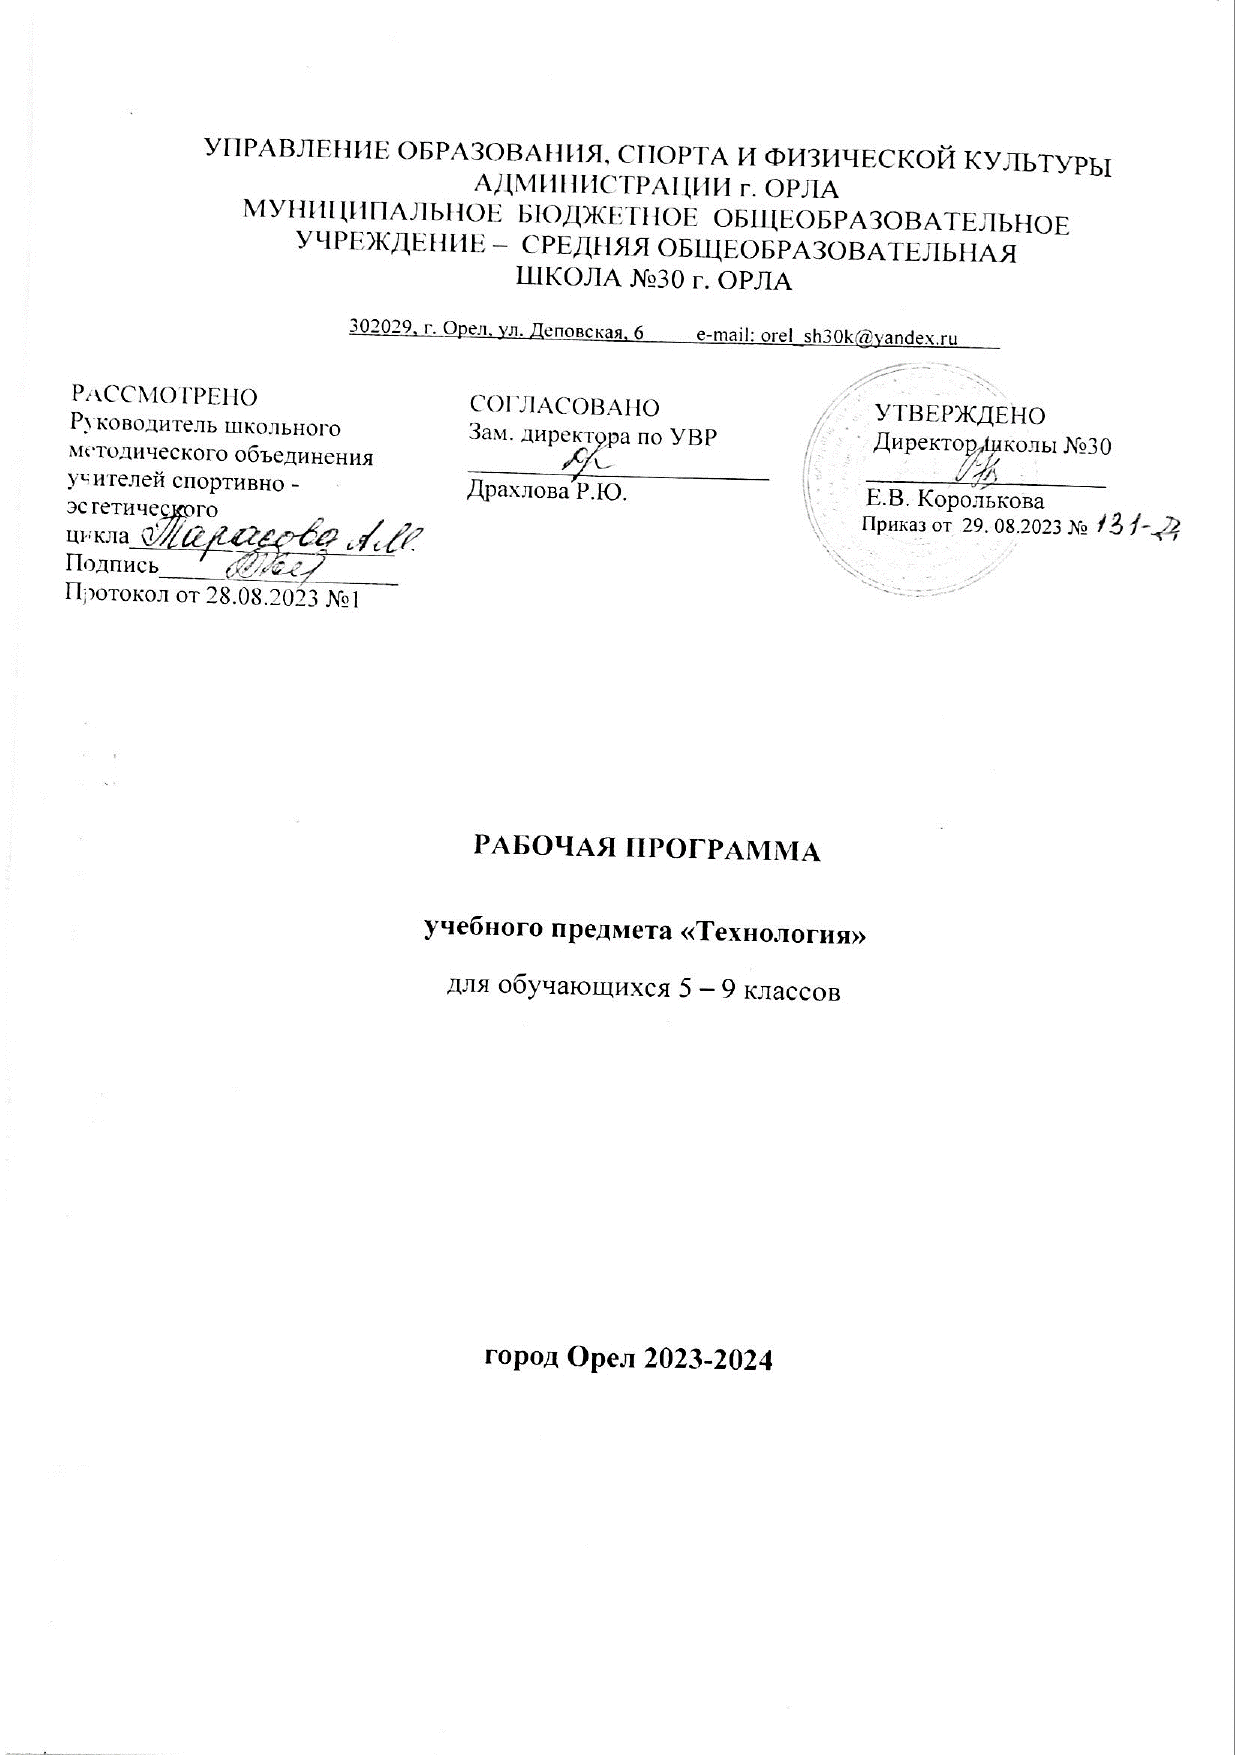 УПРАВЛЕНИЕ ОБРАЗОВАНИЯ, СПОРТА И ФИЗИЧЕСКОЙ КУЛЬТУРЫ
АДМИНИСТРАЦИИ г. ОРЛА
МУНИЦИПАЛЬНОЕ БЮДЖЕТНОЕ ОБЩЕОБРАЗОВАТЕЛЬНОЕ
УЧРЕЖДЕНИЕ – СРЕДНЯЯ ОБЩЕОБРАЗОВАТЕЛЬНАЯ
ШКОЛА №30 г. ОРЛА
302029, г. Орел, ул. Деповская, 6 e-mail: orel_sh30k@yandex.ru
РАССМОТРЕНО
Руководитель школьного
методического объединения
учителей спортивно -
эстетического
цикла Тарасова А.М.
Подпись
Протокол от 28.08.2023 №1
СОГЛАСОВАНО
Зам. директора по УВР
Драхлова Р.Ю.
УТВЕРЖДЕНО
Директор школы №30
Е.В. Королькова
Приказ от 29. 08.2023 № 131-Д
РАБОЧАЯ ПРОГРАММА
учебного предмета «Технология»
для обучающихся 5 – 9 классов
город Орел 2023-2024